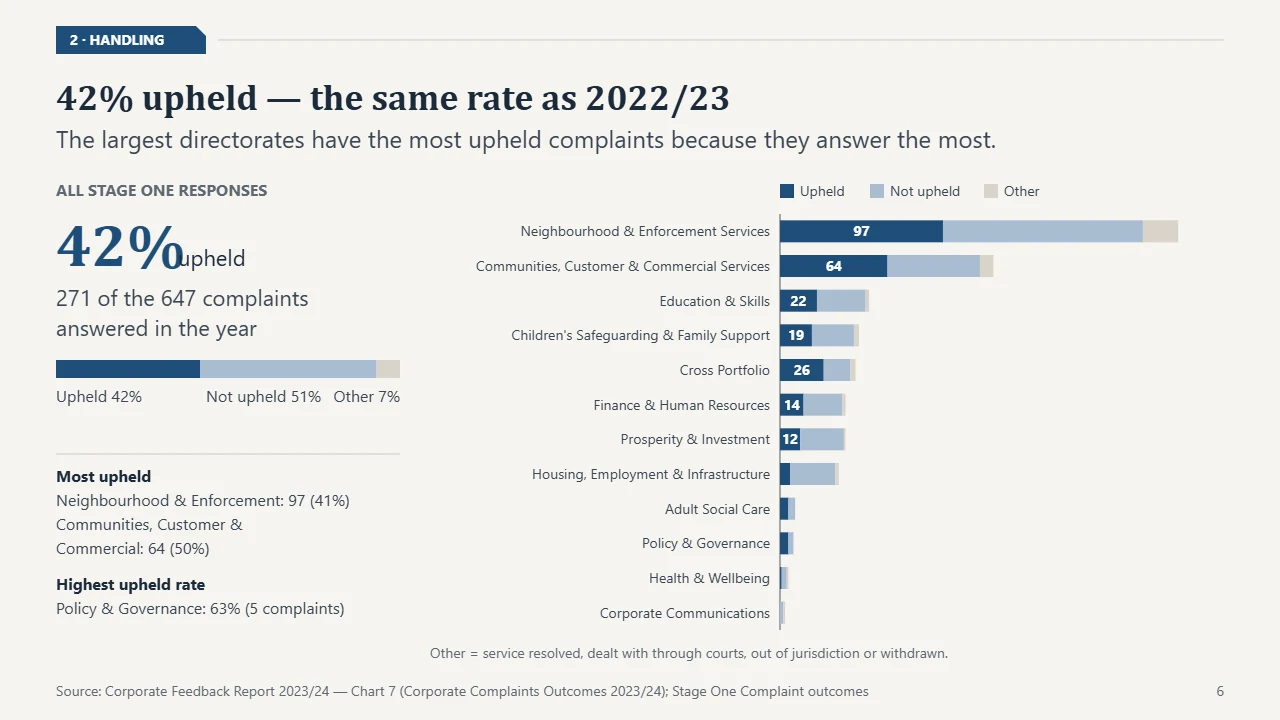 2 · HANDLING
42% upheld — the same rate as 2022/23
The largest directorates have the most upheld complaints because they answer the most.
ALL STAGE ONE RESPONSES
42% upheld
271 of the 647 complaints
answered in the year
Upheld 42% Not upheld 51% Other 7%
Most upheld
Neighbourhood & Enforcement: 97 (41%)
Communities, Customer &
Commercial: 64 (50%)
Highest upheld rate
Policy & Governance: 63% (5 complaints)
Upheld Not upheld Other
Neighbourhood & Enforcement Services 97
Communities, Customer & Commercial Services 64
Education & Skills 22
Children's Safeguarding & Family Support 19
Cross Portfolio 26
Finance & Human Resources 14
Prosperity & Investment 12
Housing, Employment & Infrastructure
Adult Social Care
Policy & Governance
Health & Wellbeing
Corporate Communications
Other = service resolved, dealt with through courts, out of jurisdiction or withdrawn.
Source: Corporate Feedback Report 2023/24 — Chart 7 (Corporate Complaints Outcomes 2023/24); Stage One Complaint outcomes 6